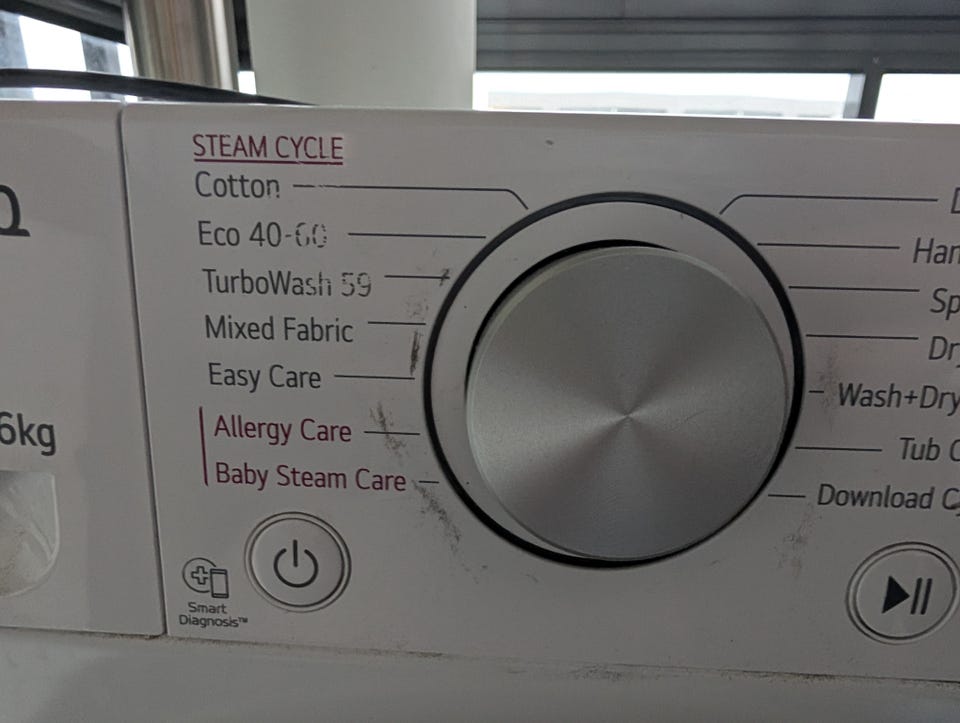 STEAM CYCLE
Cotton
Eco 40-60
TurboWash 59
Mixed Fabric
Easy Care
Allergy Care
Baby Steam Care
Smart
Diagnosis™
6kg
Wash+Dry
Tub
Download